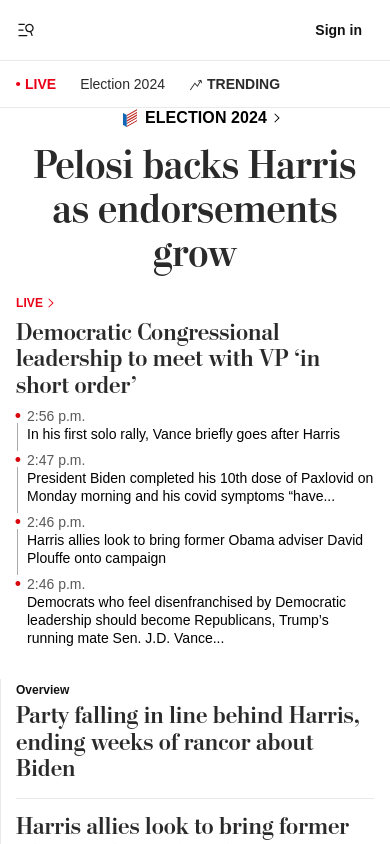 Sign in
LIVE
Election 2024
TRENDING
ELECTION 2024
Pelosi backs Harris
as endorsements
grow
LIVE
Democratic Congressional
leadership to meet with VP ‘in
short order’
2:56 p.m.
In his first solo rally, Vance briefly goes after Harris
2:47 p.m.
President Biden completed his 10th dose of Paxlovid on
Monday morning and his covid symptoms “have...
2:46 p.m.
Harris allies look to bring former Obama adviser David
Plouffe onto campaign
2:46 p.m.
Democrats who feel disenfranchised by Democratic
leadership should become Republicans, Trump’s
running mate Sen. J.D. Vance...
Overview
Party falling in line behind Harris,
ending weeks of rancor about
Biden
Harris allies look to bring former